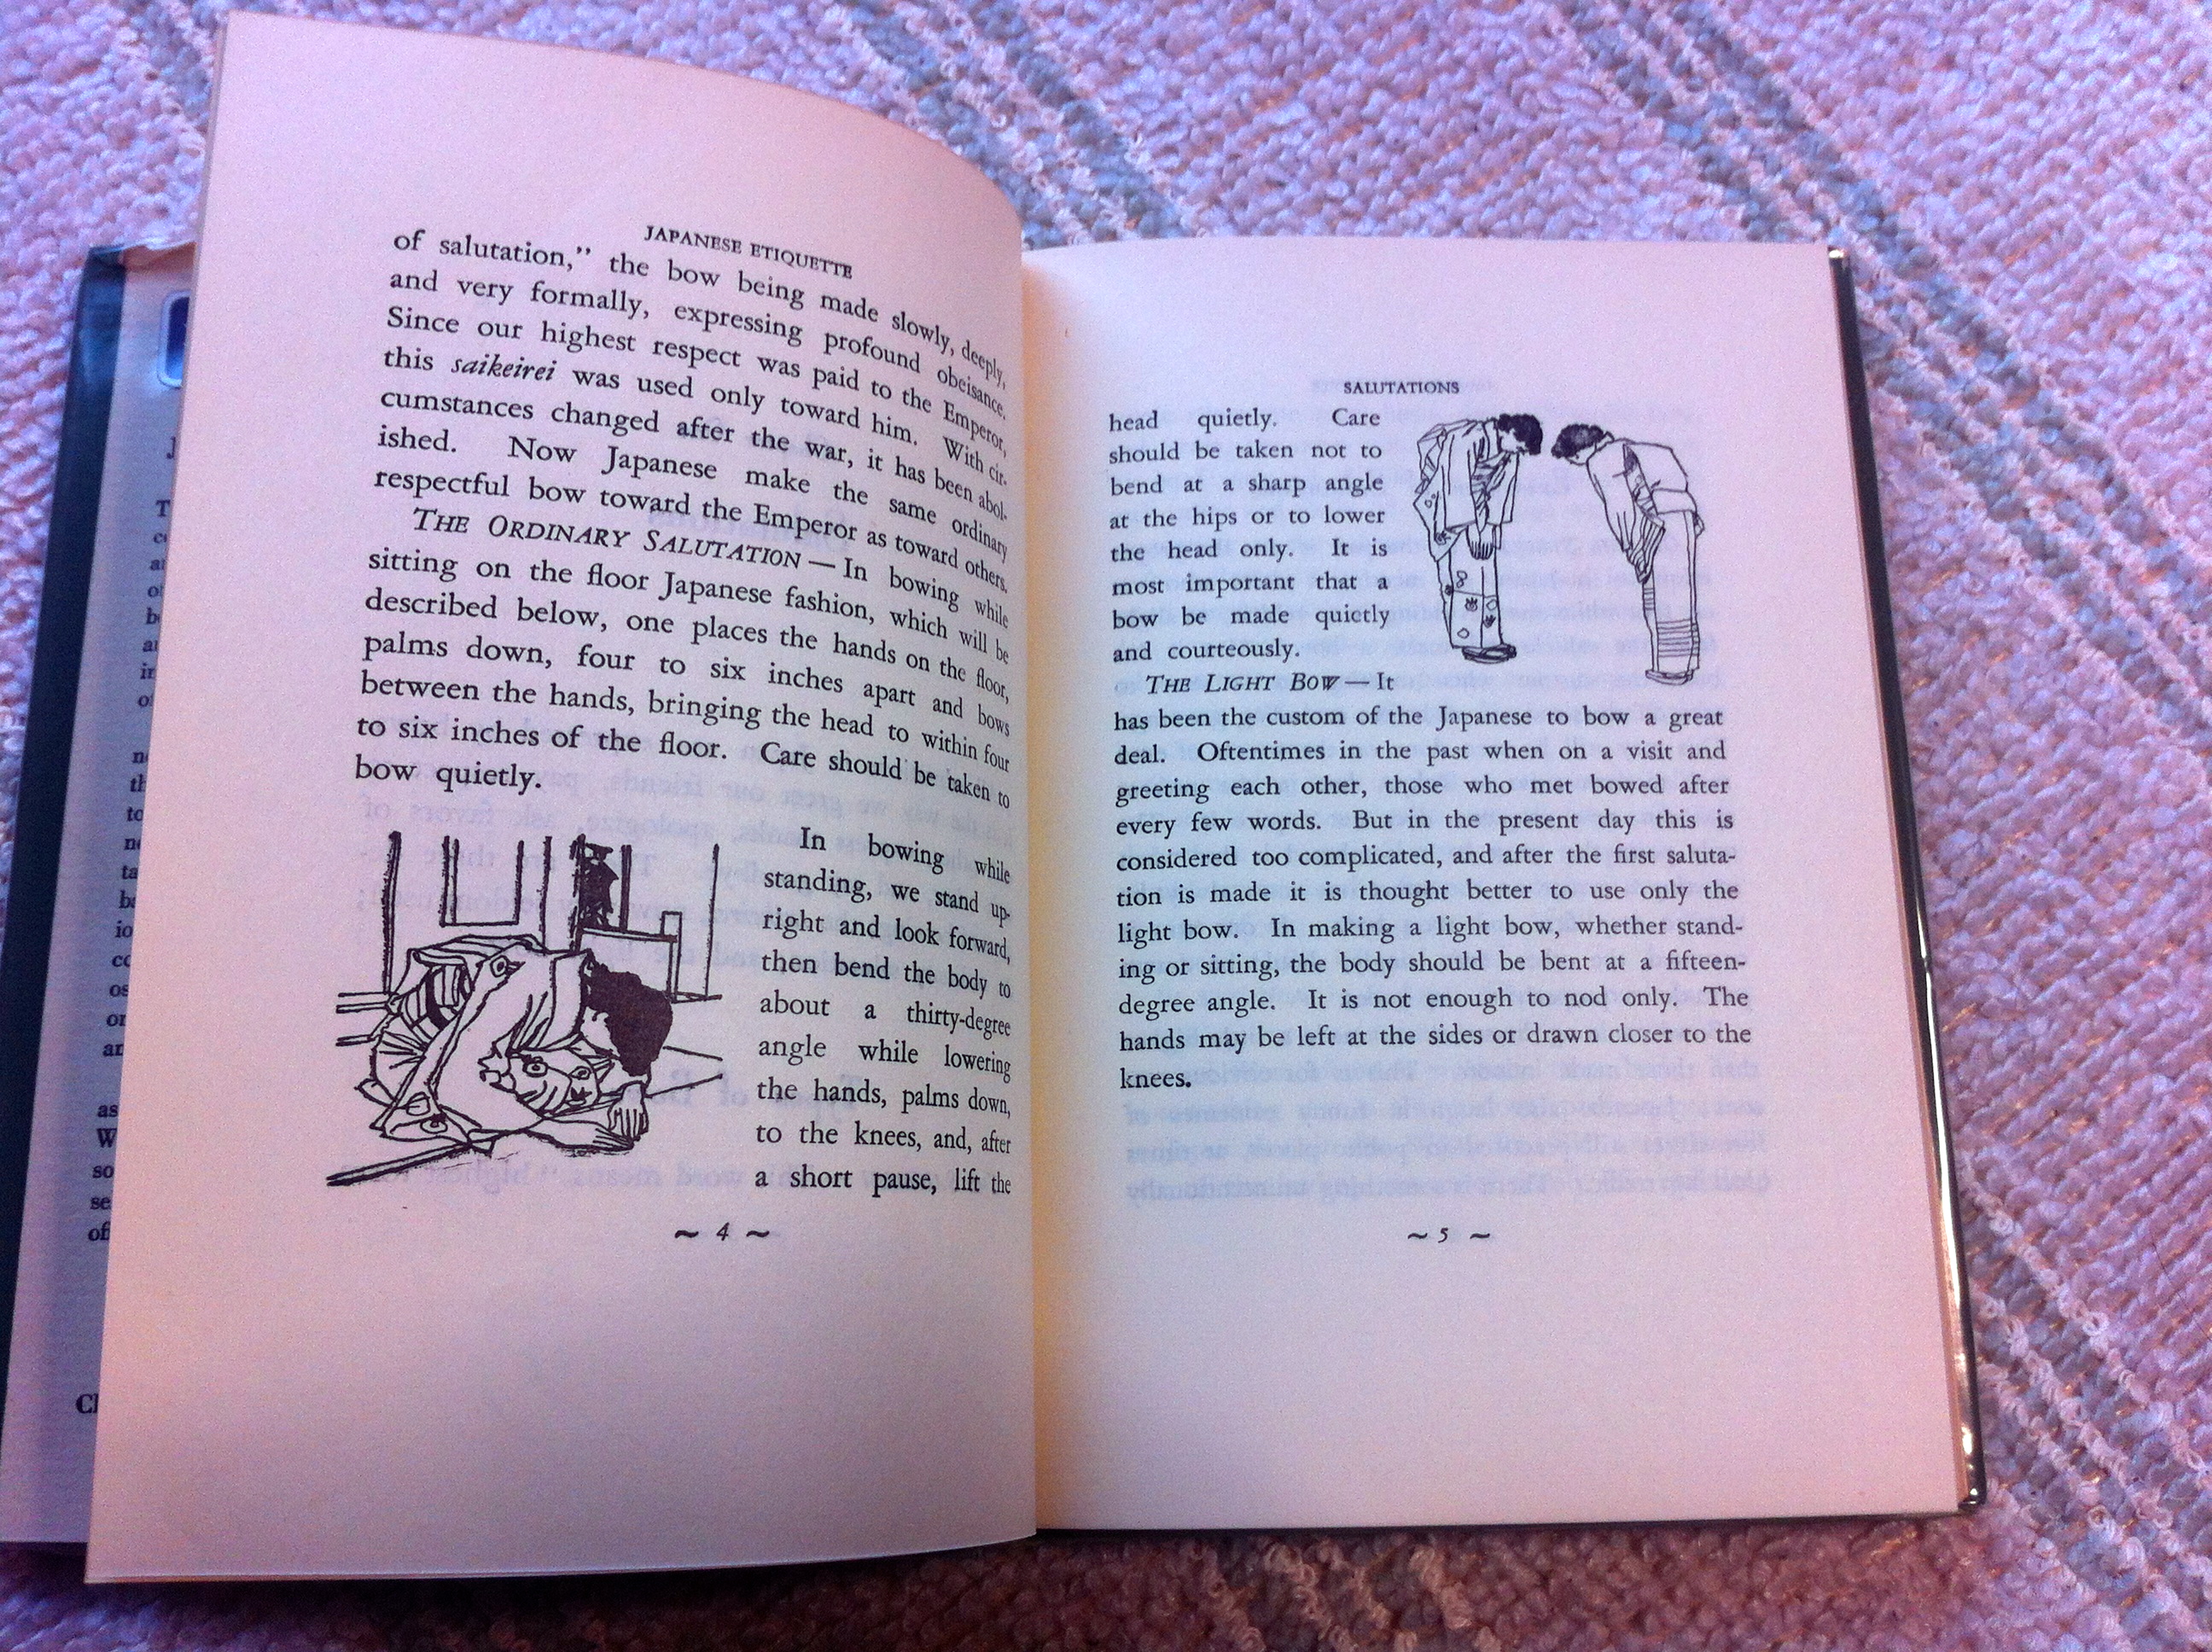 JAPANESE ETIQUETTE
of salutation,” the bow being made slowly, deeply,
and very formally, expressing profound obeisance.
Since our highest respect was paid to the Emperor,
this saikeirei was used only toward him. With cir-
cumstances changed after the war, it has been abol-
ished. Now Japanese make the same ordinary
respectful bow toward the Emperor as toward others.
THE ORDINARY SALUTATION — In bowing while
sitting on the floor Japanese fashion, which will be
described below, one places the hands on the floor,
palms down, four to six inches apart and bows
between the hands, bringing the head to within four
to six inches of the floor. Care should be taken to
bow quietly.
In bowing while
standing, we stand up-
right and look forward,
then bend the body to
about a thirty-degree
angle while lowering
the hands, palms down,
to the knees, and, after
a short pause, lift the
~ 4 ~
SALUTATIONS
head quietly. Care
should be taken not to
bend at a sharp angle
at the hips or to lower
the head only. It is
most important that a
bow be made quietly
and courteously.
THE LIGHT BOW — It
has been the custom of the Japanese to bow a great
deal. Oftentimes in the past when on a visit and
greeting each other, those who met bowed after
every few words. But in the present day this is
considered too complicated, and after the first saluta-
tion is made it is thought better to use only the
light bow. In making a light bow, whether stand-
ing or sitting, the body should be bent at a fifteen-
degree angle. It is not enough to nod only. The
hands may be left at the sides or drawn closer to the
knees.
~ 5 ~